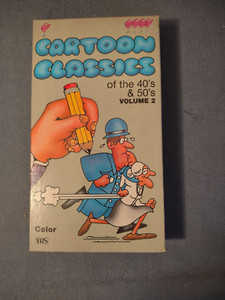 CARTOON
CLASSICS
of the 40's
& 50's
VOLUME 2
Color
VHS